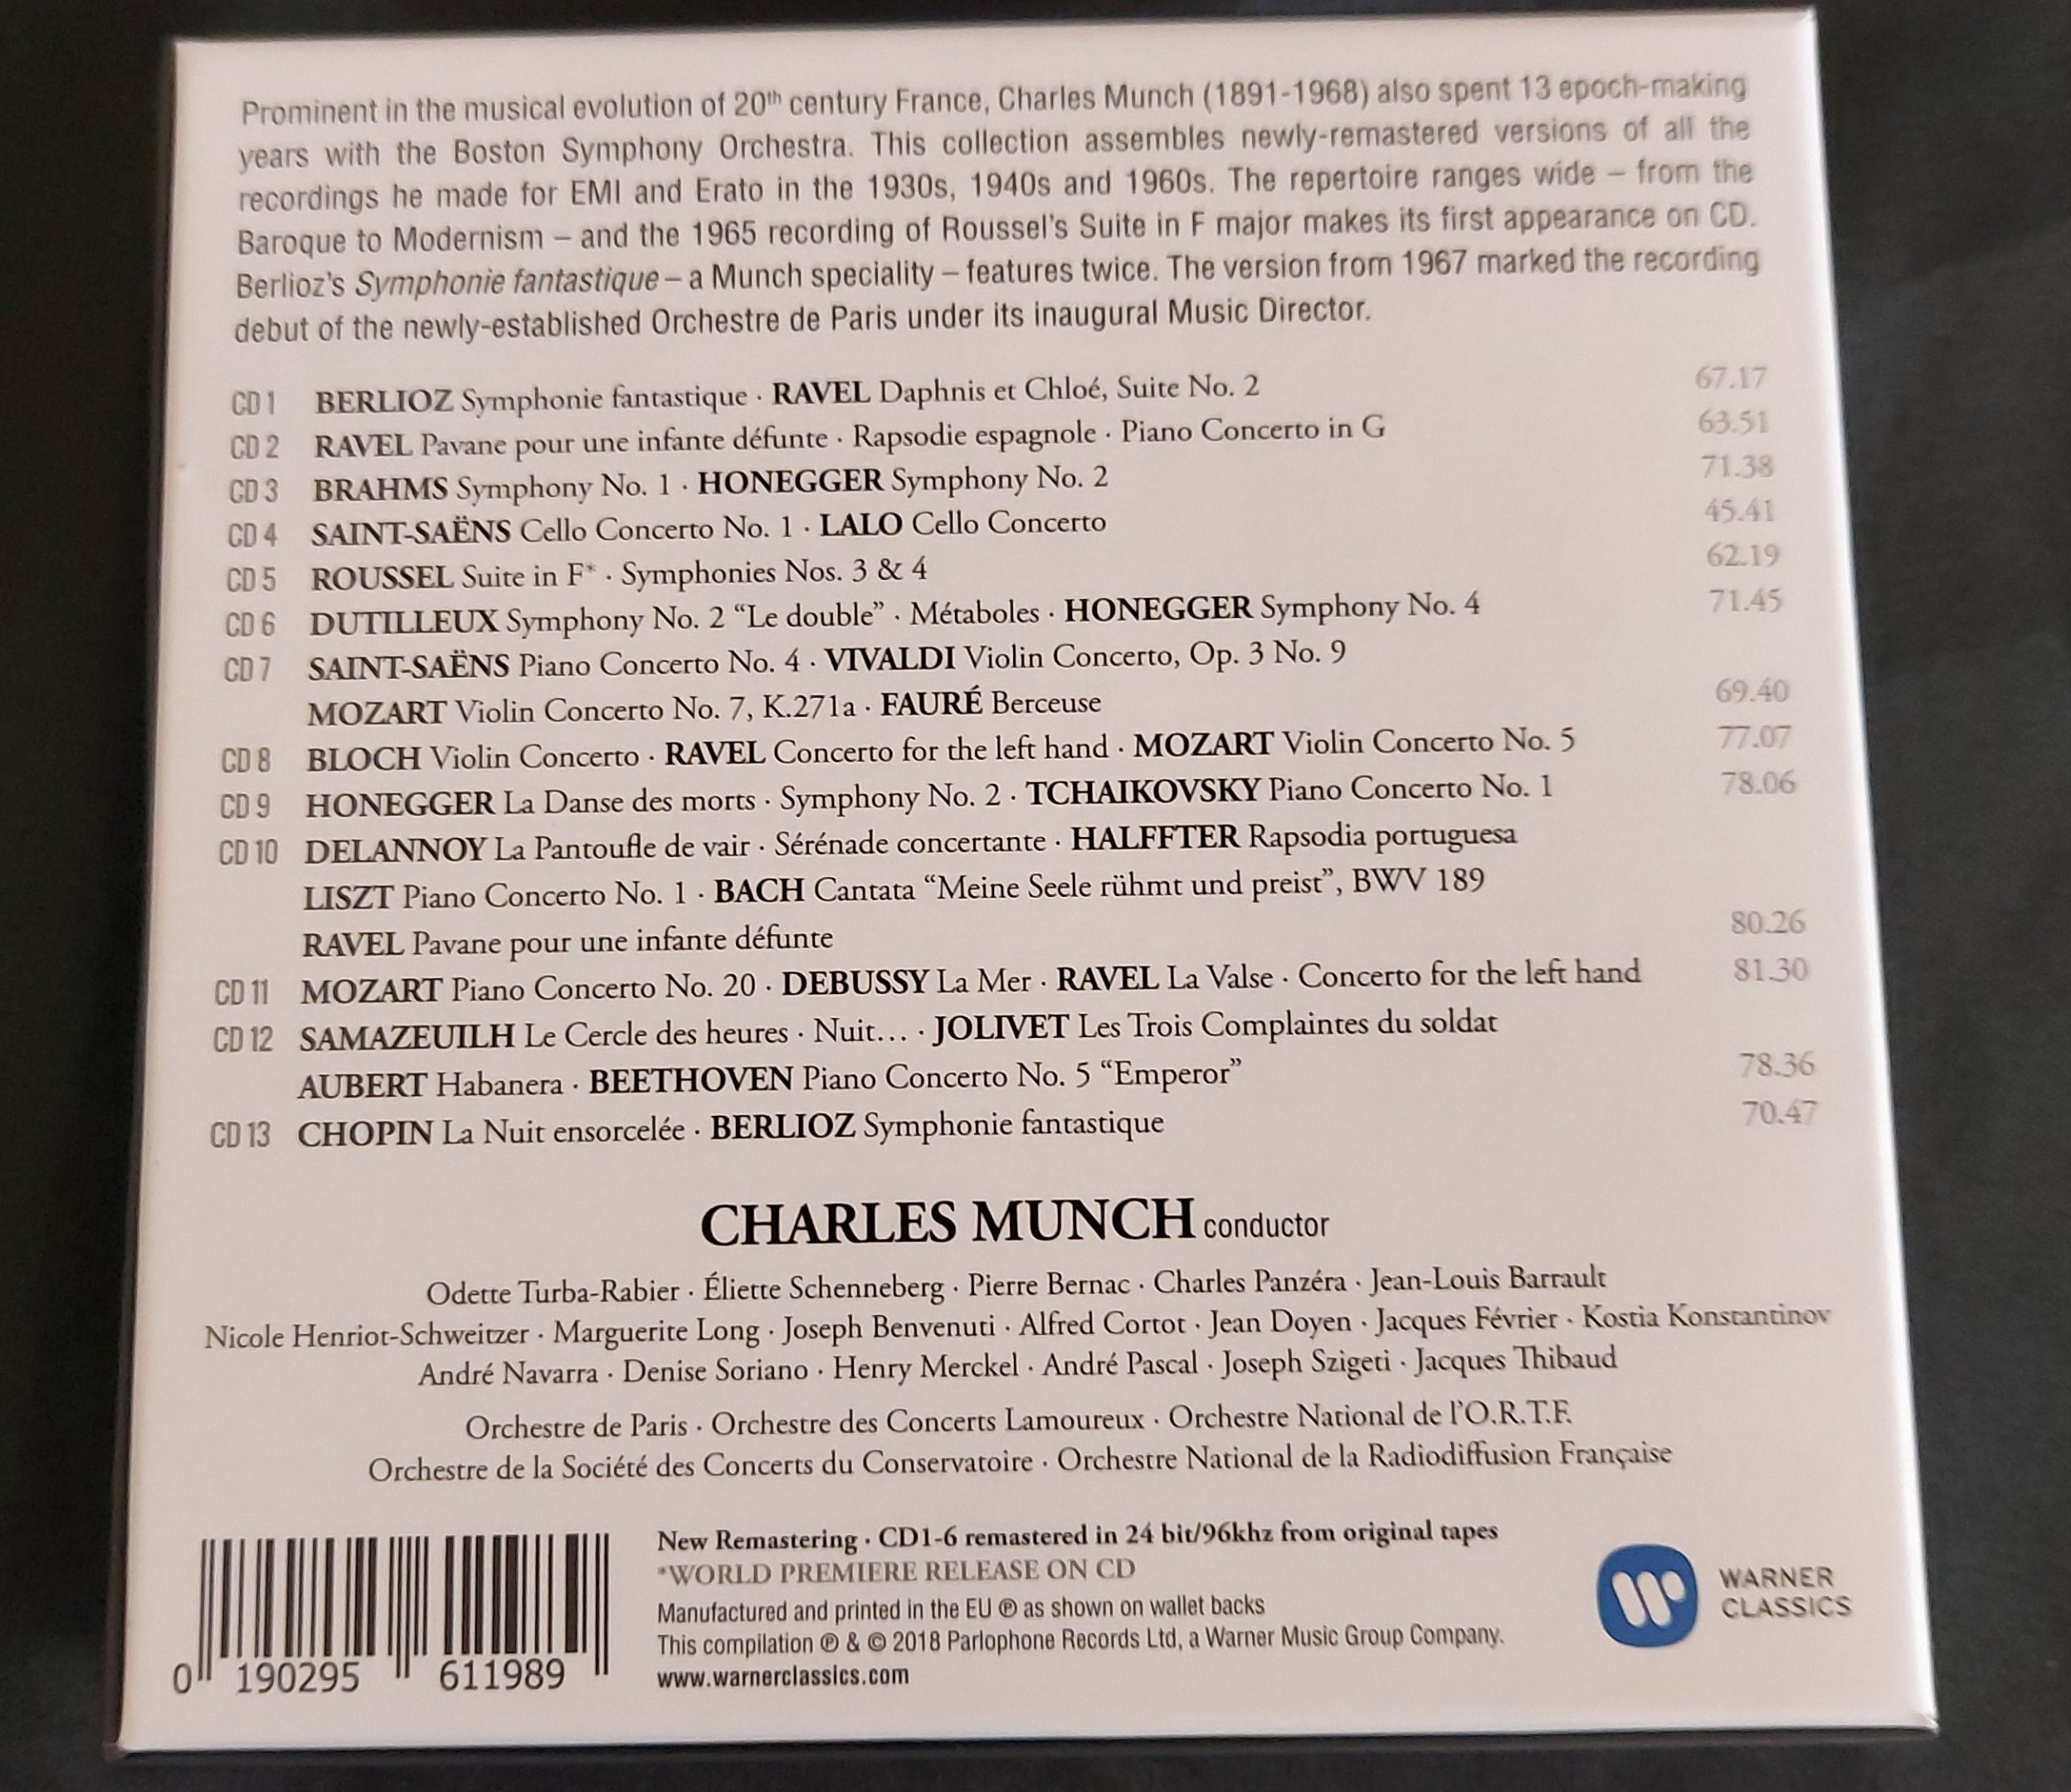 Prominent in the musical evolution of 20th century France, Charles Munch (1891-1968) also spent 13 epoch-making
years with the Boston Symphony Orchestra. This collection assembles newly-remastered versions of all the
recordings he made for EMI and Erato in the 1930s, 1940s and 1960s. The repertoire ranges wide – from the
Baroque to Modernism – and the 1965 recording of Roussel's Suite in F major makes its first appearance on CD.
Berlioz's Symphonie fantastique – a Munch speciality – features twice. The version from 1967 marked the recording
debut of the newly-established Orchestre de Paris under its inaugural Music Director.
CD 1 BERLIOZ Symphonie fantastique · RAVEL Daphnis et Chloé, Suite No. 2 67.17
CD 2 RAVEL Pavane pour une infante défunte · Rapsodie espagnole · Piano Concerto in G 63.51
CD 3 BRAHMS Symphony No. 1 · HONEGGER Symphony No. 2 71.38
CD 4 SAINT-SAËNS Cello Concerto No. 1 · LALO Cello Concerto 45.41
CD 5 ROUSSEL Suite in F* · Symphonies Nos. 3 & 4 62.19
CD 6 DUTILLEUX Symphony No. 2 “Le double” · Métaboles · HONEGGER Symphony No. 4 71.45
CD 7 SAINT-SAËNS Piano Concerto No. 4 · VIVALDI Violin Concerto, Op. 3 No. 9
MOZART Violin Concerto No. 7, K.271a · FAURÉ Berceuse 69.40
CD 8 BLOCH Violin Concerto · RAVEL Concerto for the left hand · MOZART Violin Concerto No. 5 77.07
CD 9 HONEGGER La Danse des morts · Symphony No. 2 · TCHAIKOVSKY Piano Concerto No. 1 78.06
CD 10 DELANNOY La Pantoufle de vair · Sérénade concertante · HALFFTER Rapsodia portuguesa
LISZT Piano Concerto No. 1 · BACH Cantata “Meine Seele rühmt und preist”, BWV 189
RAVEL Pavane pour une infante défunte 80.26
CD 11 MOZART Piano Concerto No. 20 · DEBUSSY La Mer · RAVEL La Valse · Concerto for the left hand 81.30
CD 12 SAMAZEUILH Le Cercle des heures · Nuit… · JOLIVET Les Trois Complaintes du soldat
AUBERT Habanera · BEETHOVEN Piano Concerto No. 5 “Emperor” 78.36
CD 13 CHOPIN La Nuit ensorcelée · BERLIOZ Symphonie fantastique 70.47
CHARLES MUNCH conductor
Odette Turba-Rabier · Éliette Schenneberg · Pierre Bernac · Charles Panzéra · Jean-Louis Barrault
Nicole Henriot-Schweitzer · Marguerite Long · Joseph Benvenuti · Alfred Cortot · Jean Doyen · Jacques Février · Kostia Konstantinov
André Navarra · Denise Soriano · Henry Merckel · André Pascal · Joseph Szigeti · Jacques Thibaud
Orchestre de Paris · Orchestre des Concerts Lamoureux · Orchestre National de l'O.R.T.F.
Orchestre de la Société des Concerts du Conservatoire · Orchestre National de la Radiodiffusion Française
New Remastering · CD1-6 remastered in 24 bit/96khz from original tapes
*WORLD PREMIERE RELEASE ON CD
Manufactured and printed in the EU ℗ as shown on wallet backs
This compilation ℗ & © 2018 Parlophone Records Ltd, a Warner Music Group Company.
www.warnerclassics.com
0 190295 611989
WARNER
CLASSICS